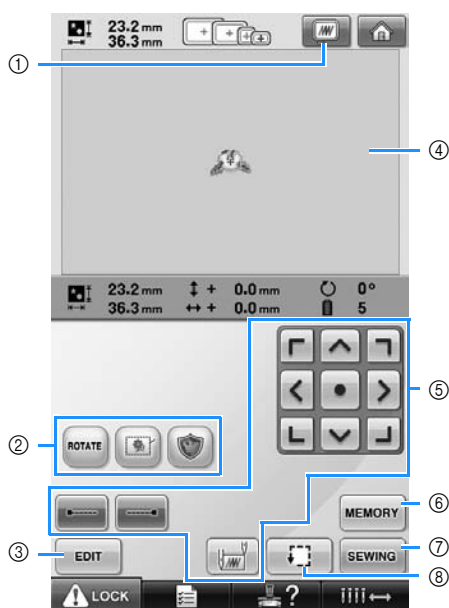 23.2 mm
36.3 mm
①
④
23.2 mm + 0.0 mm 0°
36.3 mm + 0.0 mm 5
⑤
② ROTATE
MEMORY ⑥
③ EDIT SEWING ⑦
⑧
LOCK ?